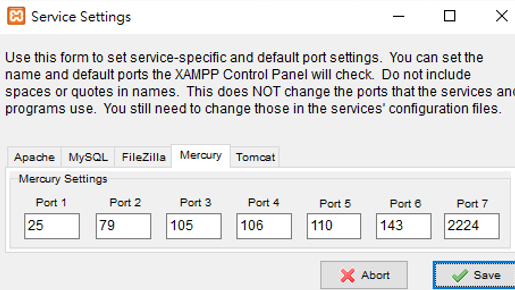 Service Settings
Use this form to set service-specific and default port settings.  You can set the
name and default ports the XAMPP Control Panel will check.  Do not include
spaces or quotes in names.  This does NOT change the ports that the services and
programs use.  You still need to change those in the services' configuration files.
Apache MySQL FileZilla Mercury Tomcat
Mercury Settings
Port 1 Port 2 Port 3 Port 4 Port 5 Port 6 Port 7
25 79 105 106 110 143 2224
Abort Save